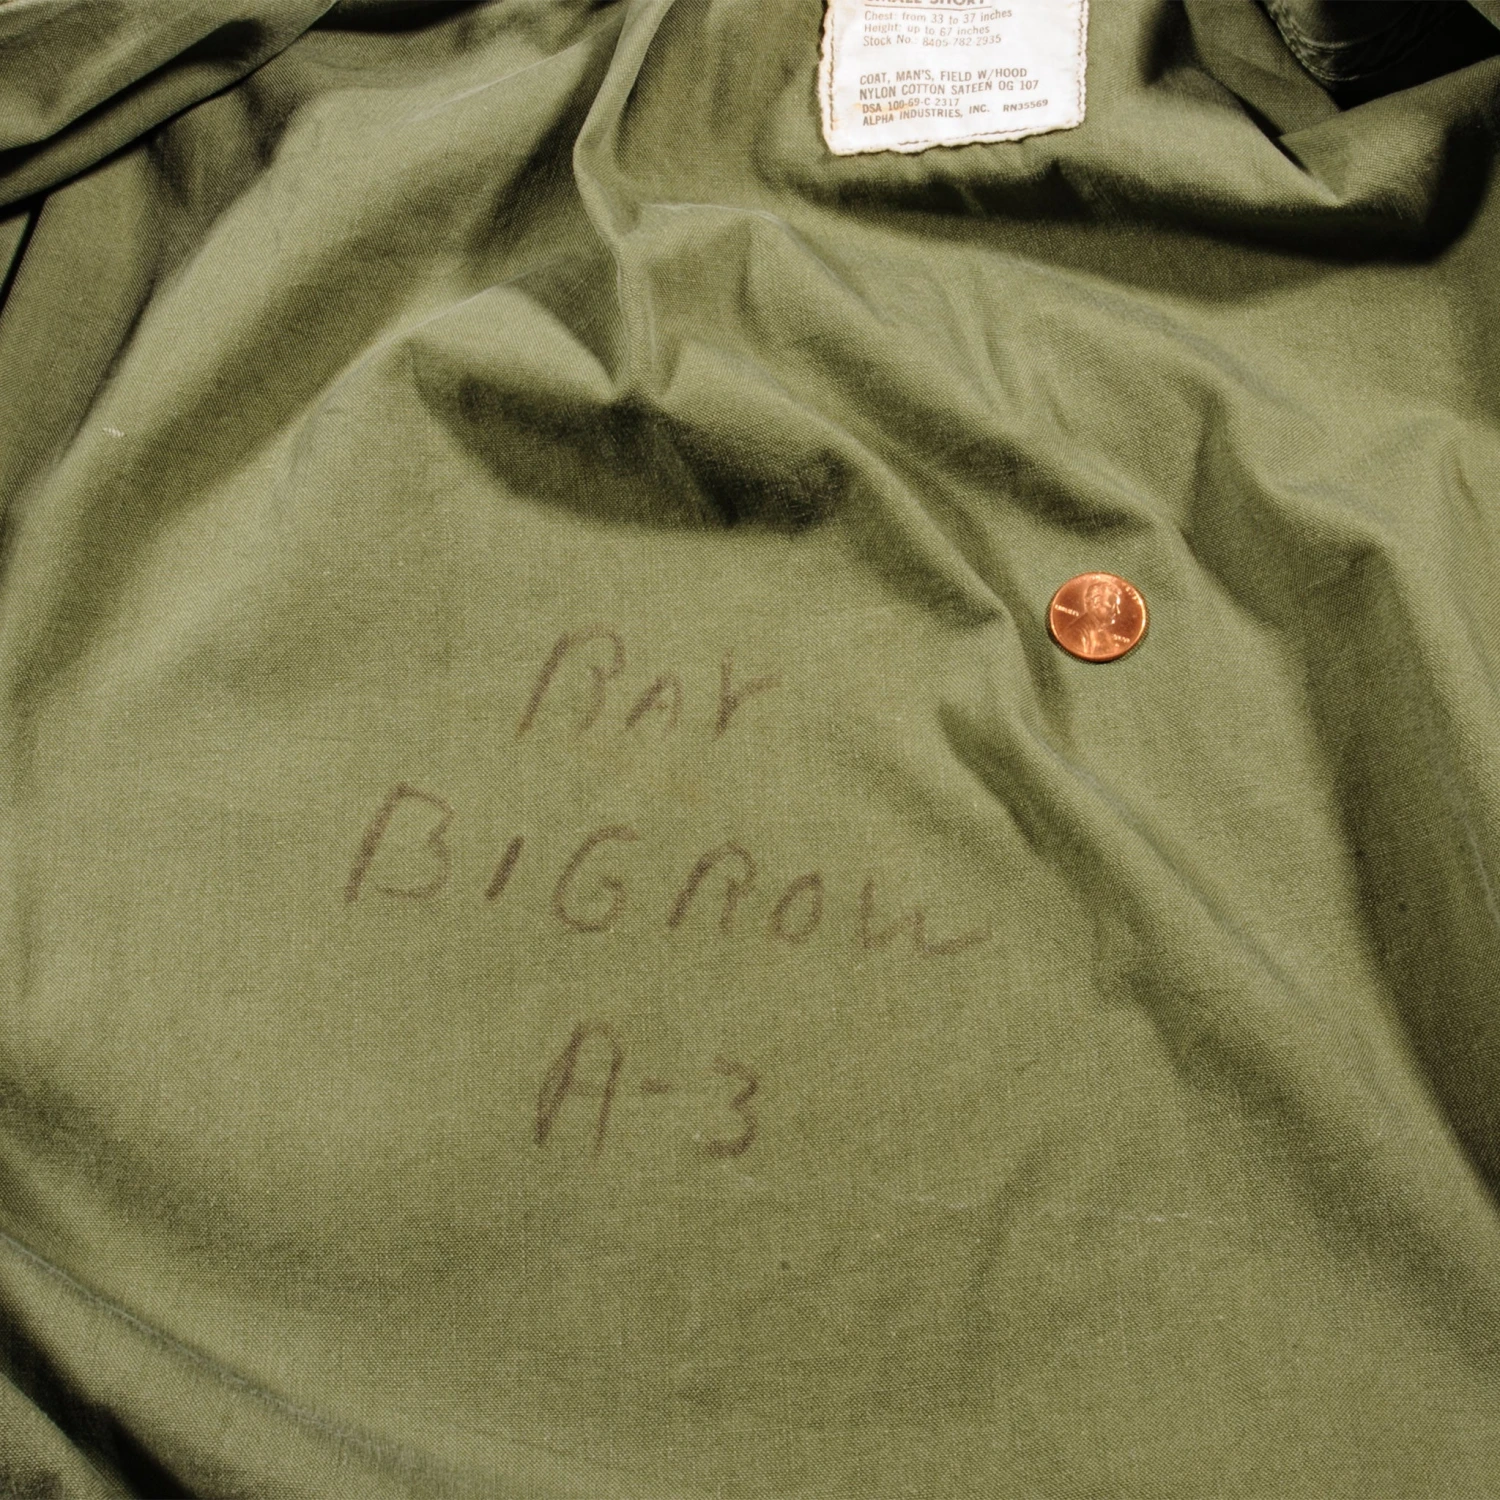 SMALL SHORT
Chest: from 33 to 37 inches
Height: up to 67 inches
Stock No. 8405-782-2935
COAT, MAN'S, FIELD W/HOOD
NYLON COTTON SATEEN OG 107
DSA 100-69-C 2317
ALPHA INDUSTRIES, INC. RN35569
RAY
BIGROW
A-3